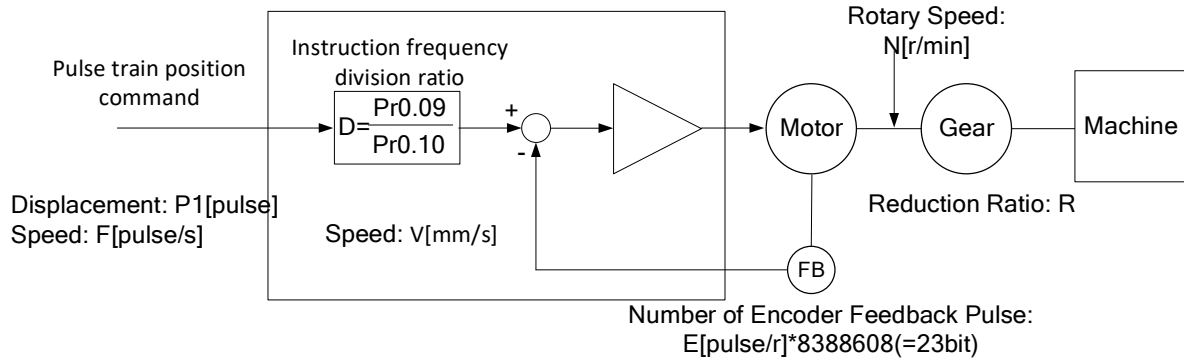 Pulse train position
command
Instruction frequency
division ratio
D=
Pr0.09
Pr0.10
+
-
Rotary Speed:
N[r/min]
Motor
Gear
Machine
Displacement: P1[pulse]
Speed: F[pulse/s]
Speed: V[mm/s]
Reduction Ratio: R
FB
Number of Encoder Feedback Pulse:
E[pulse/r]*8388608(=23bit)